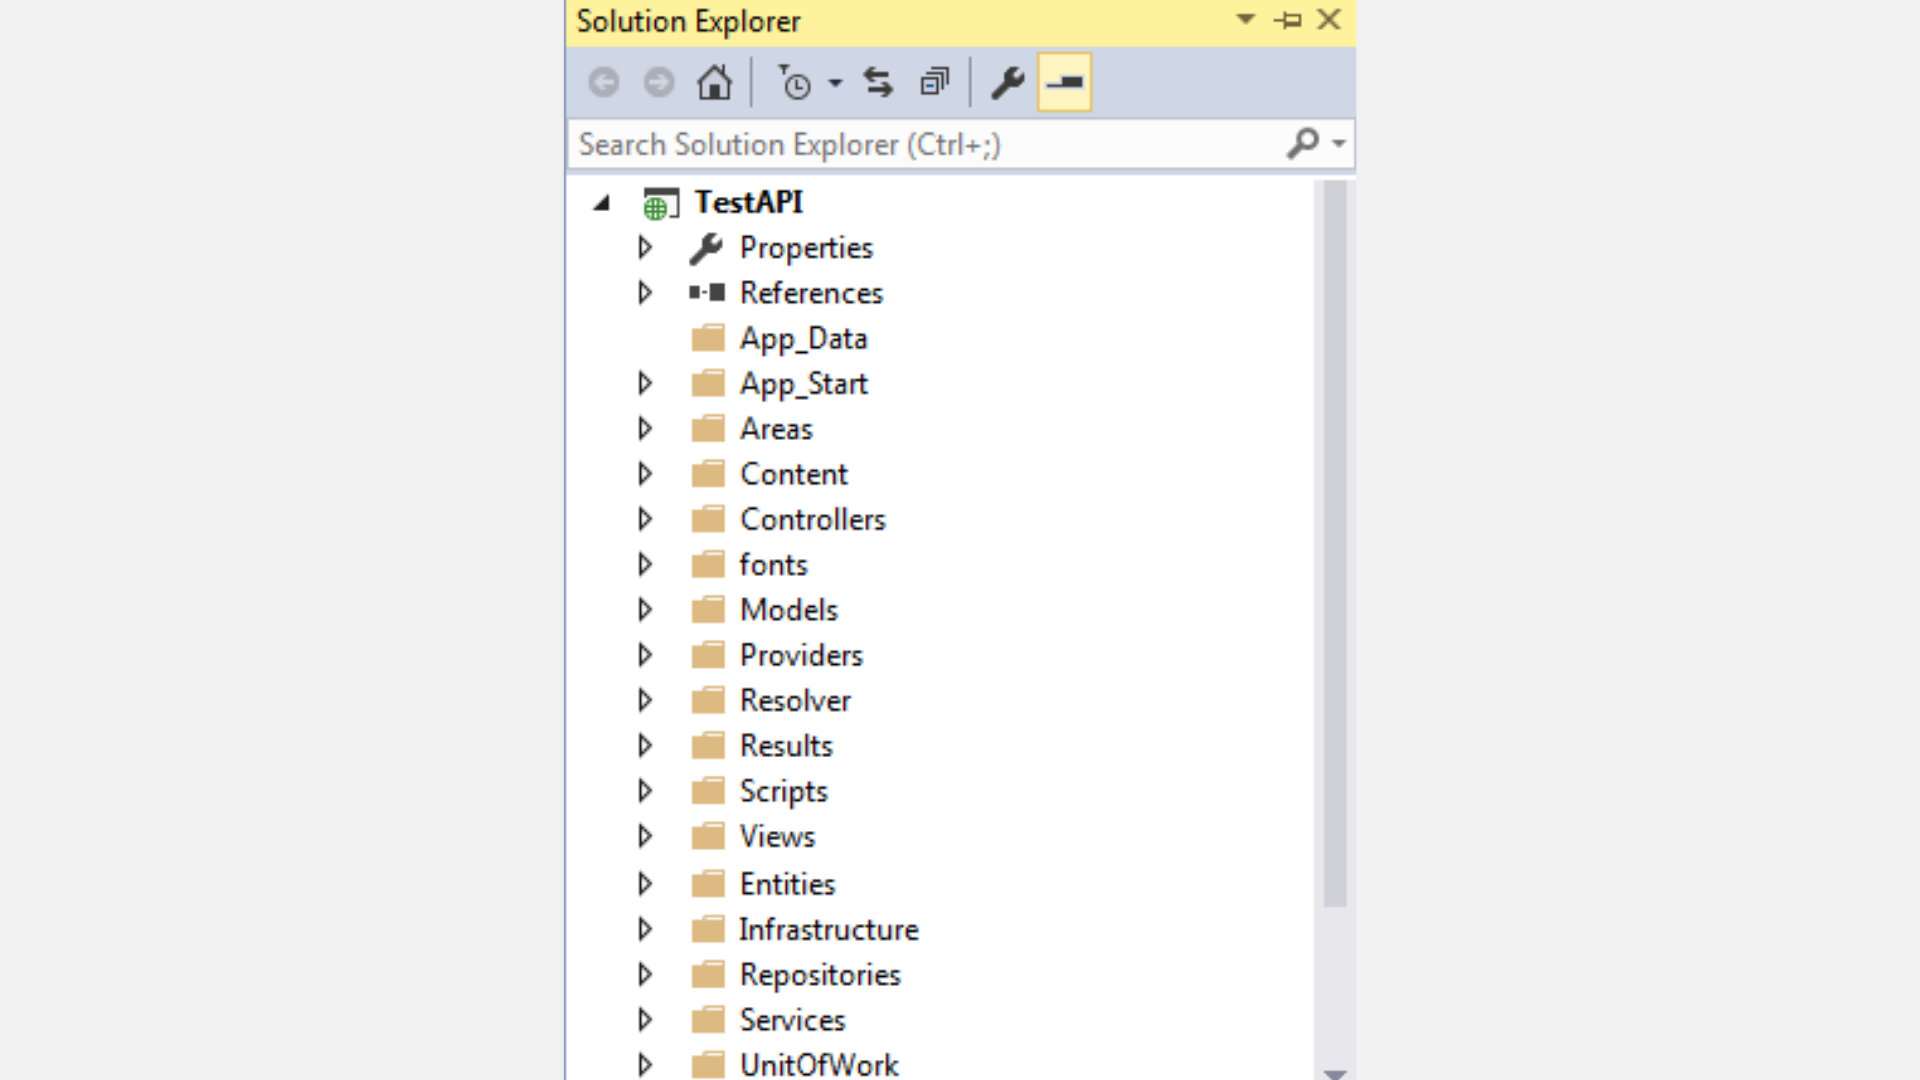 Solution Explorer
Search Solution Explorer (Ctrl+;)
TestAPI
Properties
References
App_Data
App_Start
Areas
Content
Controllers
fonts
Models
Providers
Resolver
Results
Scripts
Views
Entities
Infrastructure
Repositories
Services
UnitOfWork